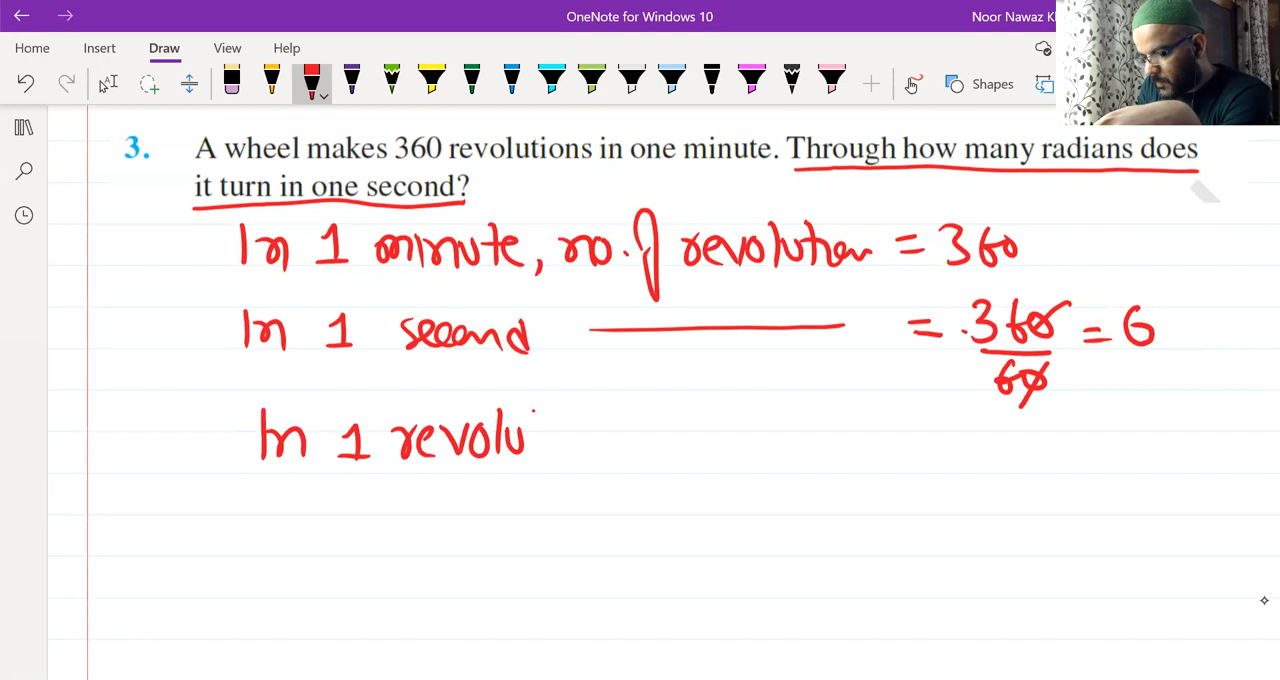 OneNote for Windows 10
Noor Nawaz Kh
Home Insert Draw View Help
Shapes
3. A wheel makes 360 revolutions in one minute. Through how many radians does
it turn in one second?
In 1 minute, no. of revolution = 360
In 1 second = 360/60 = 6
In 1 revolu